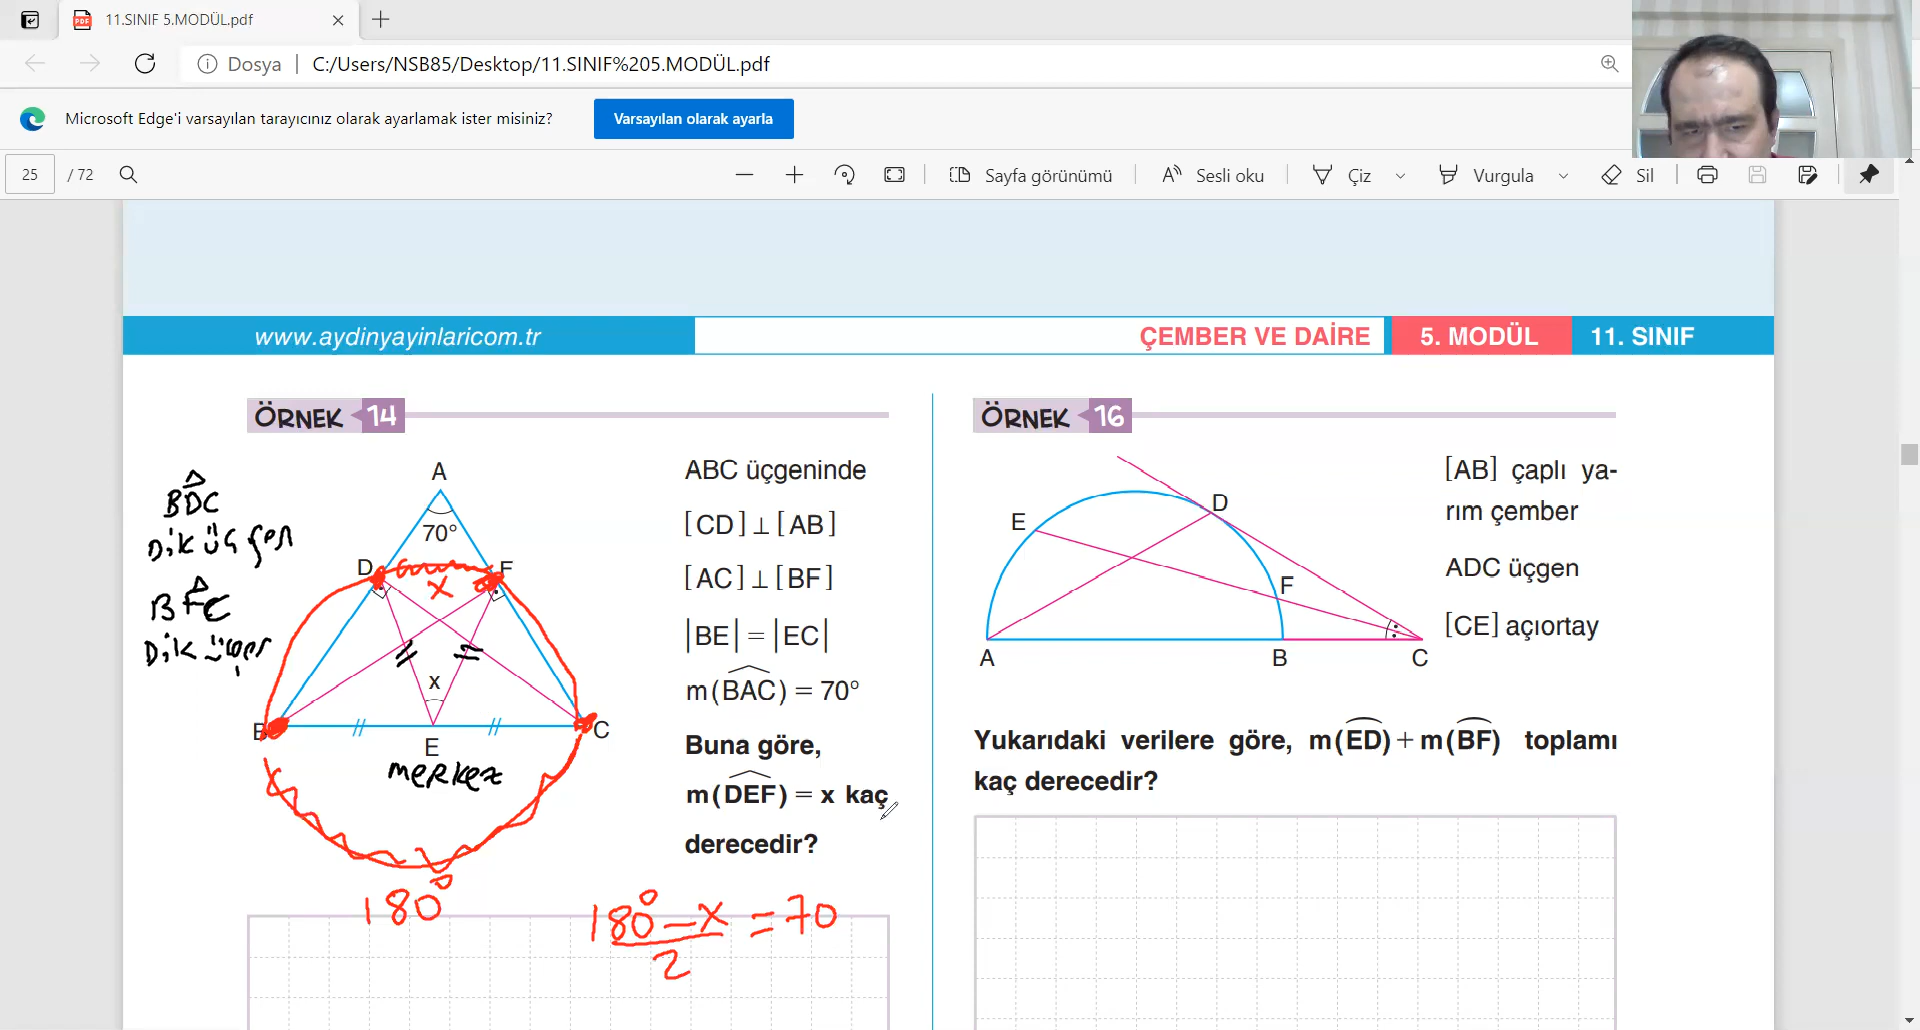 11.SINIF 5.MODÜL.pdf
Dosya | C:/Users/NSB85/Desktop/11.SINIF%205.MODÜL.pdf
Microsoft Edge'i varsayılan tarayıcınız olarak ayarlamak ister misiniz? Varsayılan olarak ayarla
25 / 72 Sayfa görünümü Sesli oku Çiz Vurgula Sil
www.aydinyayinlaricom.tr ÇEMBER VE DAİRE 5. MODÜL 11. SINIF
ÖRNEK 14
BDC
Dik üçgen
BFC
Dik üçgen
A
70°
D
F
x
x
B
E
C
merkez
180°
ABC üçgeninde
[CD] ⊥ [AB]
[AC] ⊥ [BF]
|BE| = |EC|
m(BAC) = 70°
Buna göre,
m(DEF) = x kaç
derecedir?
180° - x = 70
2
ÖRNEK 16
D
E
F
A
B
C
[AB] çaplı ya-
rım çember
ADC üçgen
[CE] açıortay
Yukarıdaki verilere göre, m(ED) + m(BF) toplamı
kaç derecedir?